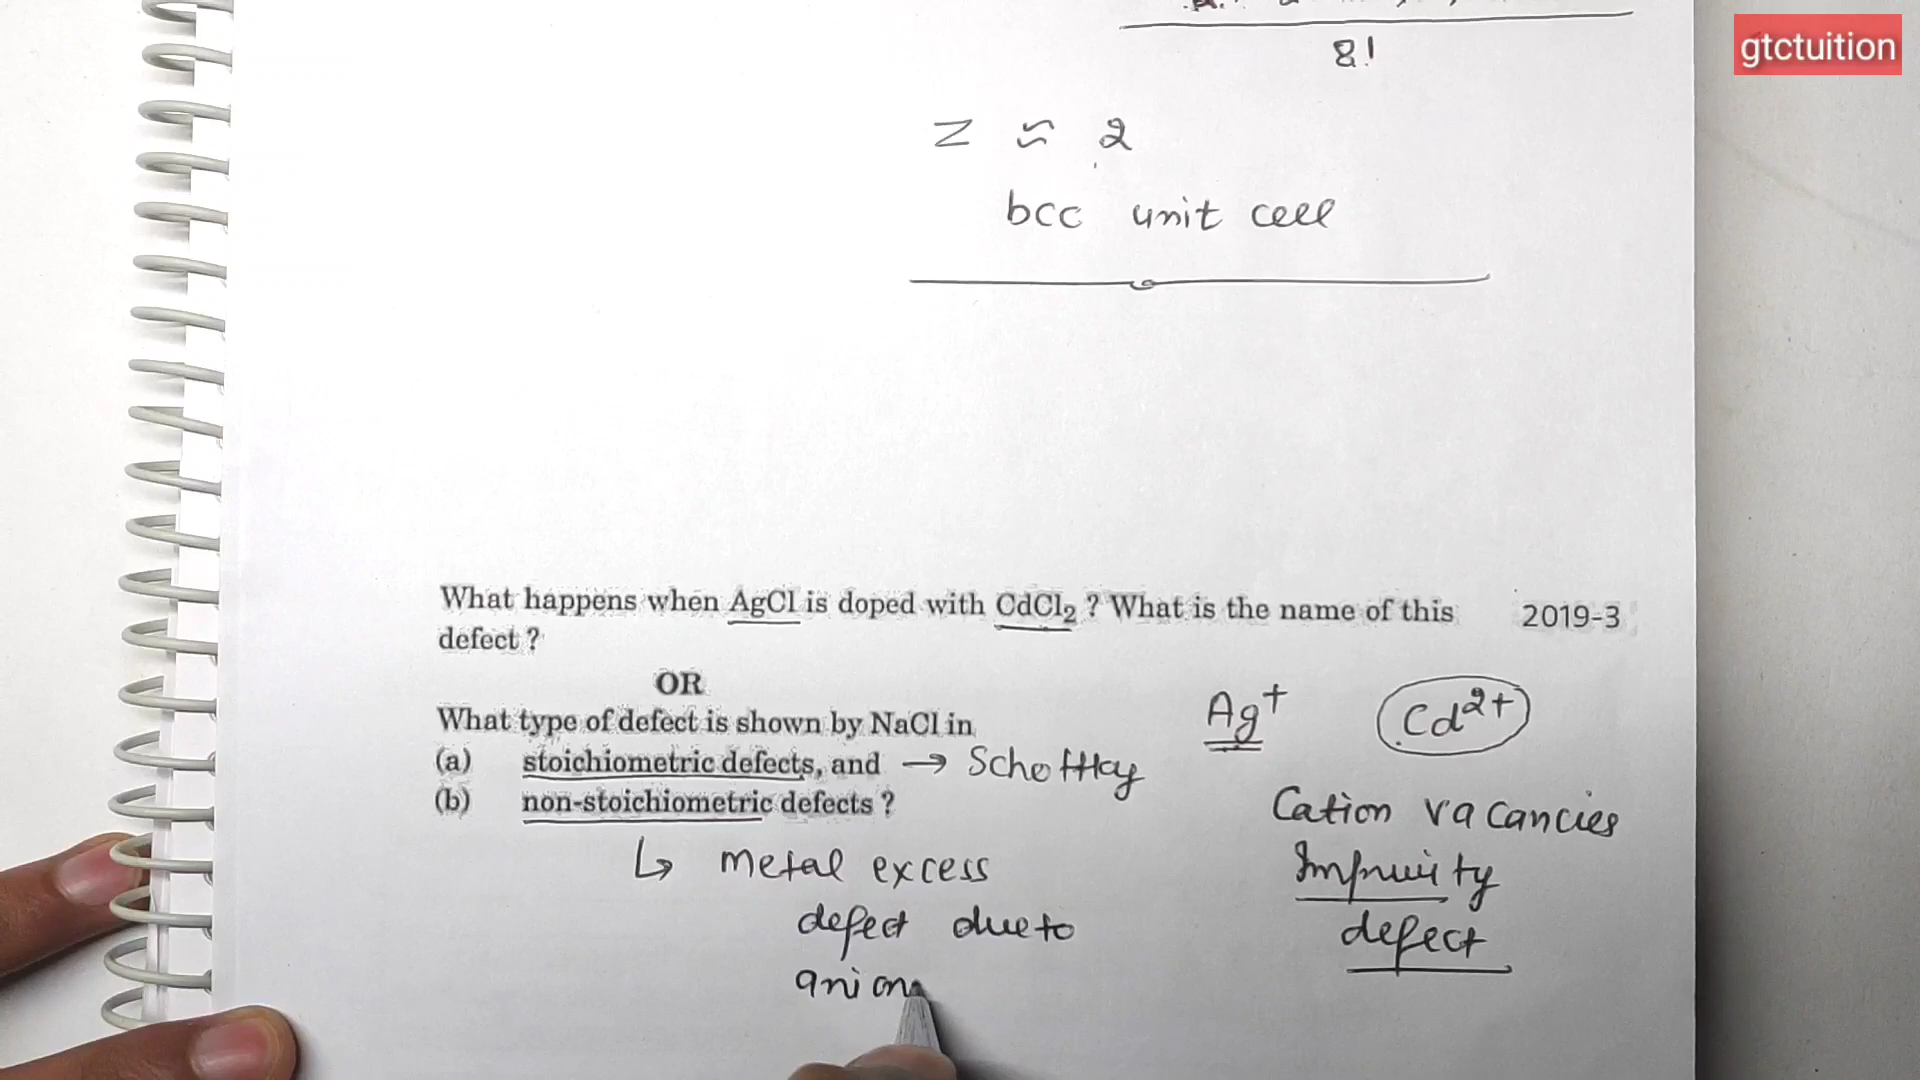 gtctuition
8!
Z ≈ 2
bcc unit cell
What happens when AgCl is doped with CdCl₂ ? What is the name of this 2019-3
defect ?
OR
What type of defect is shown by NaCl in
Ag⁺ Cd²⁺
(a) stoichiometric defects, and → Schottky
(b) non-stoichiometric defects ?
Cation vacancies
↳ metal excess
Impurity
defect due to
defect
anion